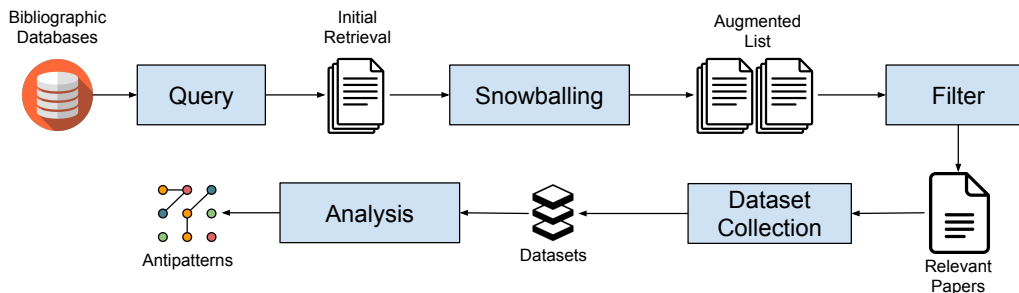 Bibliographic
Databases
Query
Initial
Retrieval
Snowballing
Augmented
List
Filter
Relevant
Papers
Dataset
Collection
Datasets
Analysis
Antipatterns